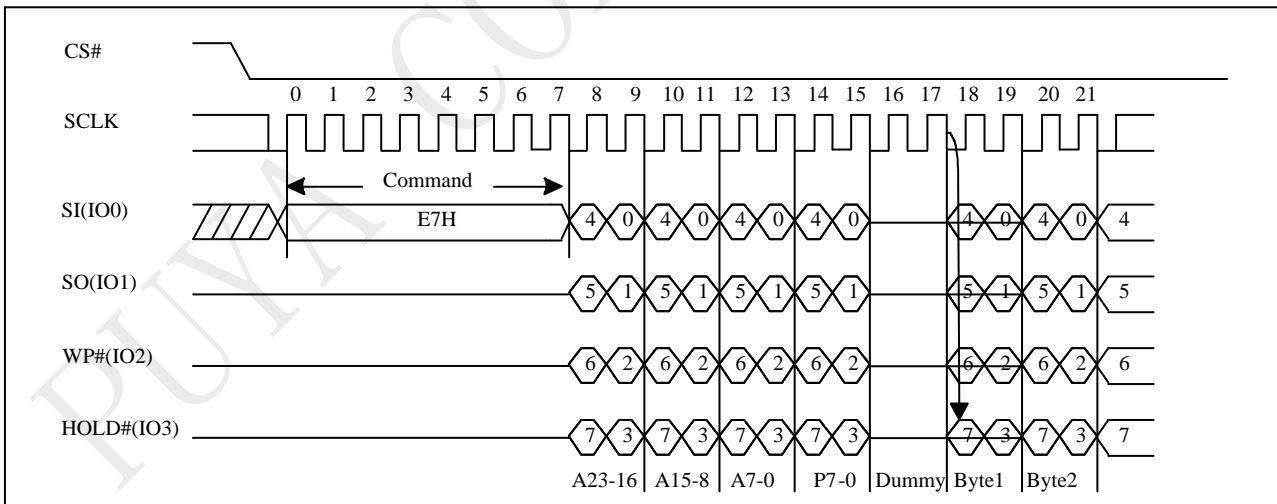 CS#
0 1 2 3 4 5 6 7 8 9 10 11 12 13 14 15 16 17 18 19 20 21
SCLK
Command
SI(IO0) E7H 4 0 4 0 4 0 4 0 4 0 4 0 4
SO(IO1) 5 1 5 1 5 1 5 1 5 1 5 1 5
WP#(IO2) 6 2 6 2 6 2 6 2 6 2 6 2 6
HOLD#(IO3) 7 3 7 3 7 3 7 3 7 3 7 3 7
A23-16 A15-8 A7-0 P7-0 Dummy Byte1 Byte2
PUYA